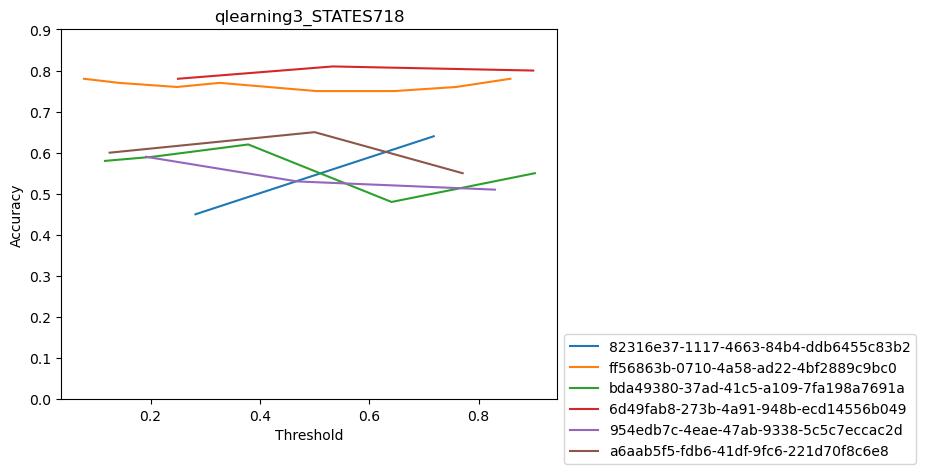 qlearning3_STATES718
0.9
0.8
0.7
0.6
0.5
0.4
0.3
0.2
0.1
0.0
Accuracy
0.2 0.4 0.6 0.8
Threshold
82316e37-1117-4663-84b4-ddb6455c83b2
ff56863b-0710-4a58-ad22-4bf2889c9bc0
bda49380-37ad-41c5-a109-7fa198a7691a
6d49fab8-273b-4a91-948b-ecd14556b049
954edb7c-4eae-47ab-9338-5c5c7eccac2d
a6aab5f5-fdb6-41df-9fc6-221d70f8c6e8